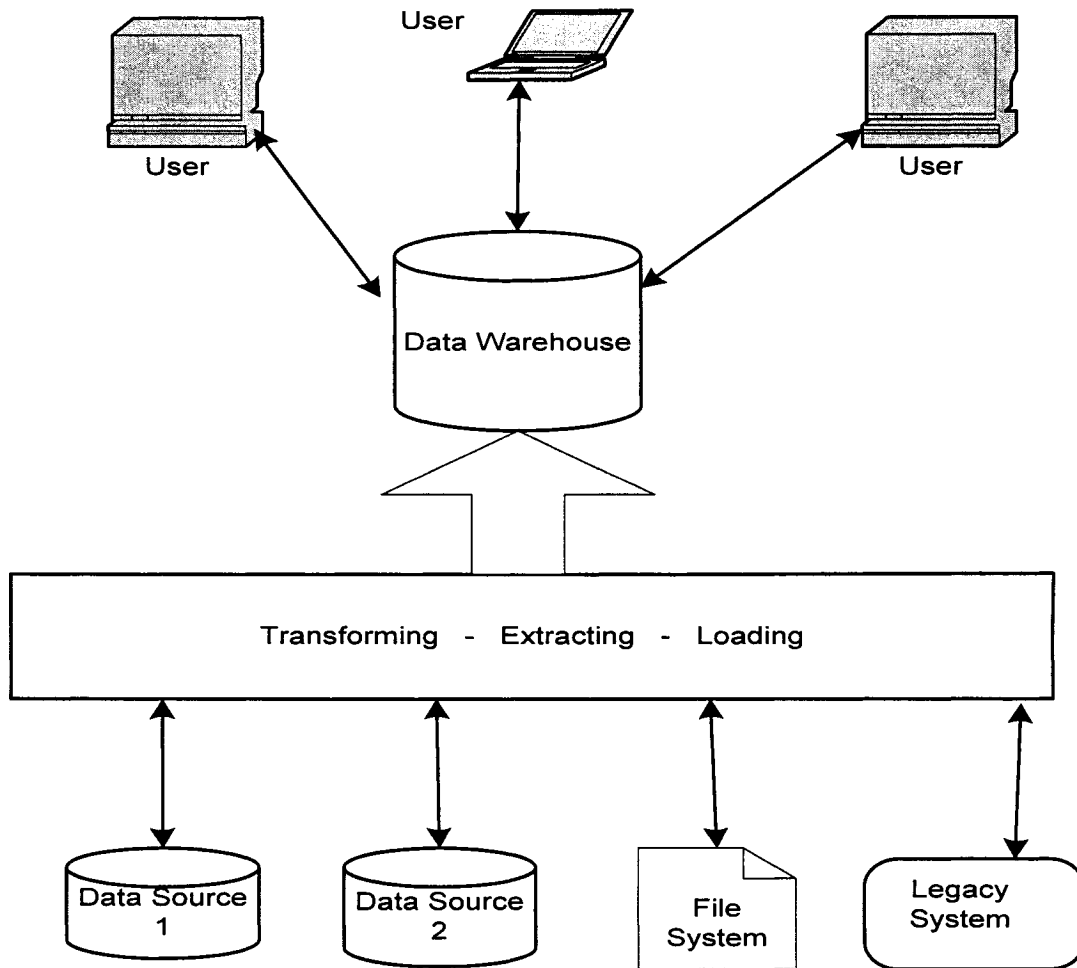 User
User
User
Data Warehouse
Transforming - Extracting - Loading
Data Source
1
Data Source
2
File
System
Legacy
System